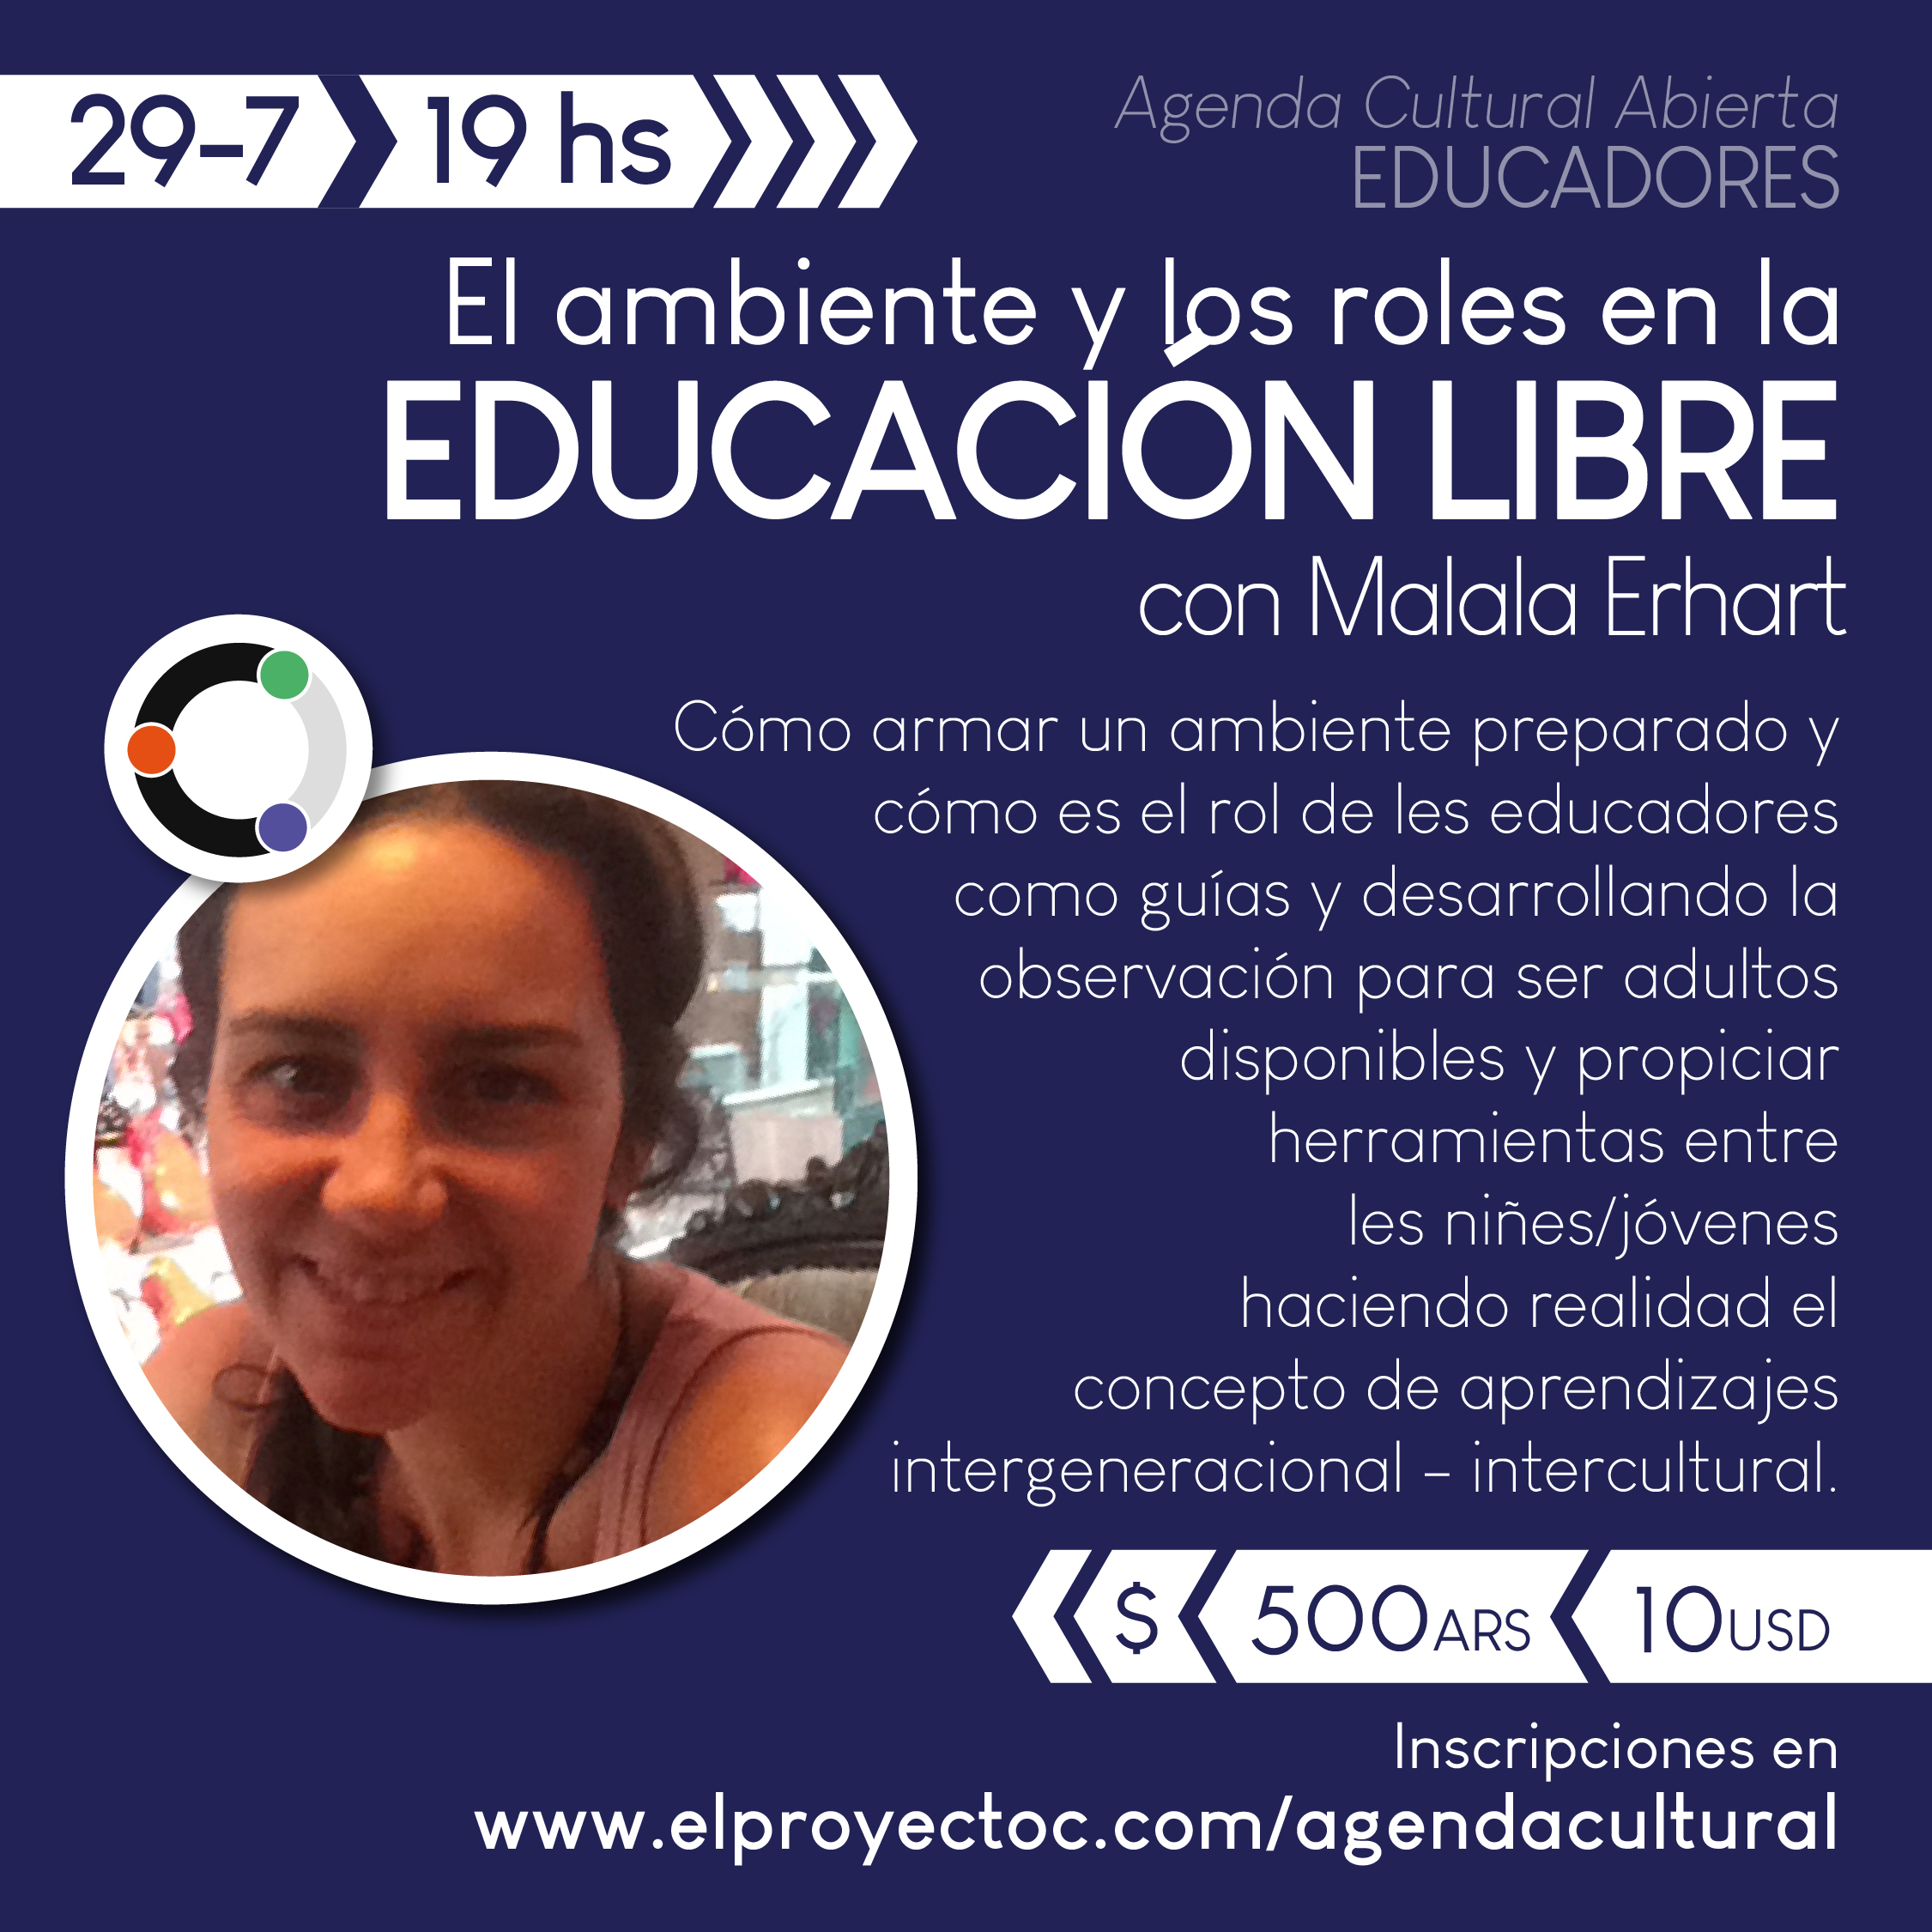 29-7 19 hs
Agenda Cultural Abierta
EDUCADORES
El ambiente y los roles en la
EDUCACIÓN LIBRE
con Malala Erhart
Cómo armar un ambiente preparado y
cómo es el rol de les educadores
como guías y desarrollando la
observación para ser adultos
disponibles y propiciar
herramientas entre
les niñes/jóvenes
haciendo realidad el
concepto de aprendizajes
intergeneracional - intercultural.
$ 500ARS 10USD
Inscripciones en
www.elproyectoc.com/agendacultural